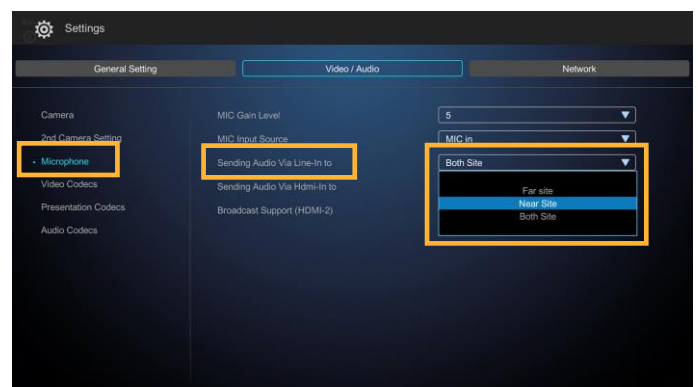 Settings
General Setting Video / Audio Network
Camera
2nd Camera Setting
• Microphone
Video Codecs
Presentation Codecs
Audio Codecs
MIC Gain Level 5
MIC Input Source MIC in
Sending Audio Via Line-In to Both Site
Sending Audio Via Hdmi-In to
Broadcast Support (HDMI-2)
Far site
Near Site
Both Site